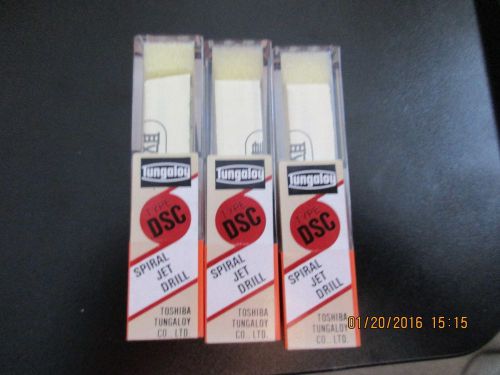 HV
Tungaloy
TYPE
DSC
SPIRAL
JET
DRILL
TOSHIBA
TUNGALOY
CO. LTD.
Tungaloy
TYPE
DSC
SPIRAL
JET
DRILL
TOSHIBA
TUNGALOY
CO. LTD.
Tungaloy
TYPE
DSC
SPIRAL
JET
DRILL
TOSHIBA
TUNGALOY
CO. LTD.
01/20/2016 15:15